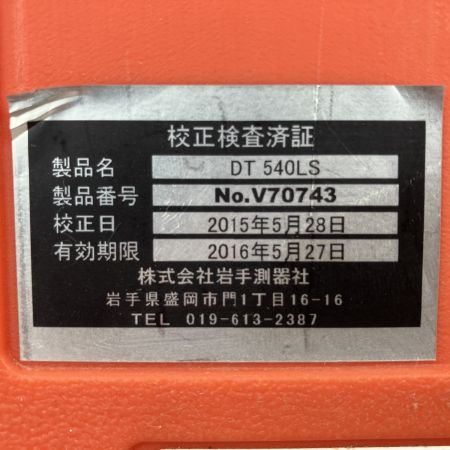 校正検査済証
製品名 DT 540LS
製品番号 No.V70743
校正日 2015年5月28日
有効期限 2016年5月27日
株式会社岩手測器社
岩手県盛岡市門1丁目16-16
TEL 019-613-2387